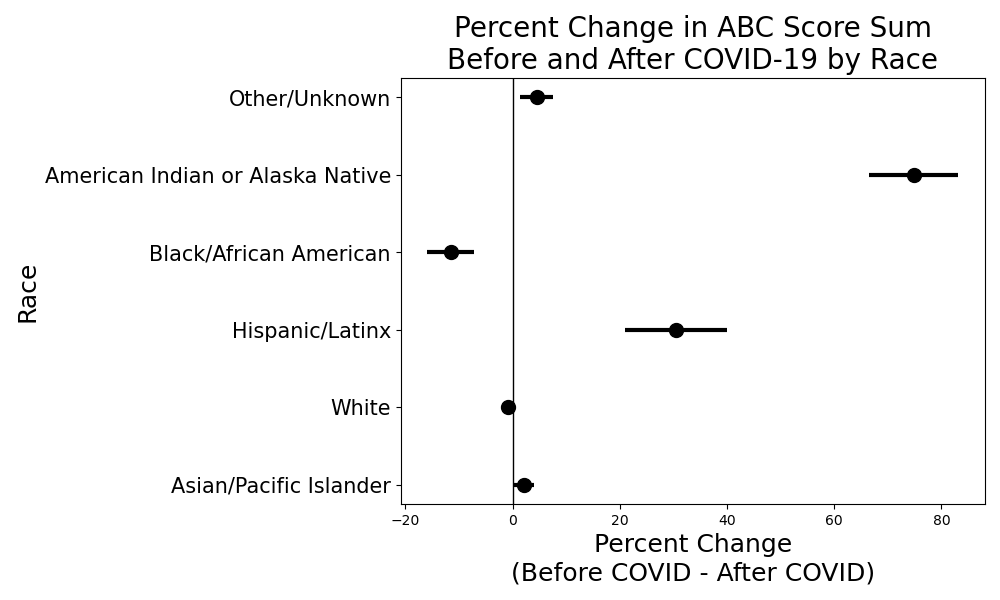 Percent Change in ABC Score Sum
Before and After COVID-19 by Race
Other/Unknown
American Indian or Alaska Native
Black/African American
Hispanic/Latinx
White
Asian/Pacific Islander
Race
−20 0 20 40 60 80
Percent Change
(Before COVID - After COVID)